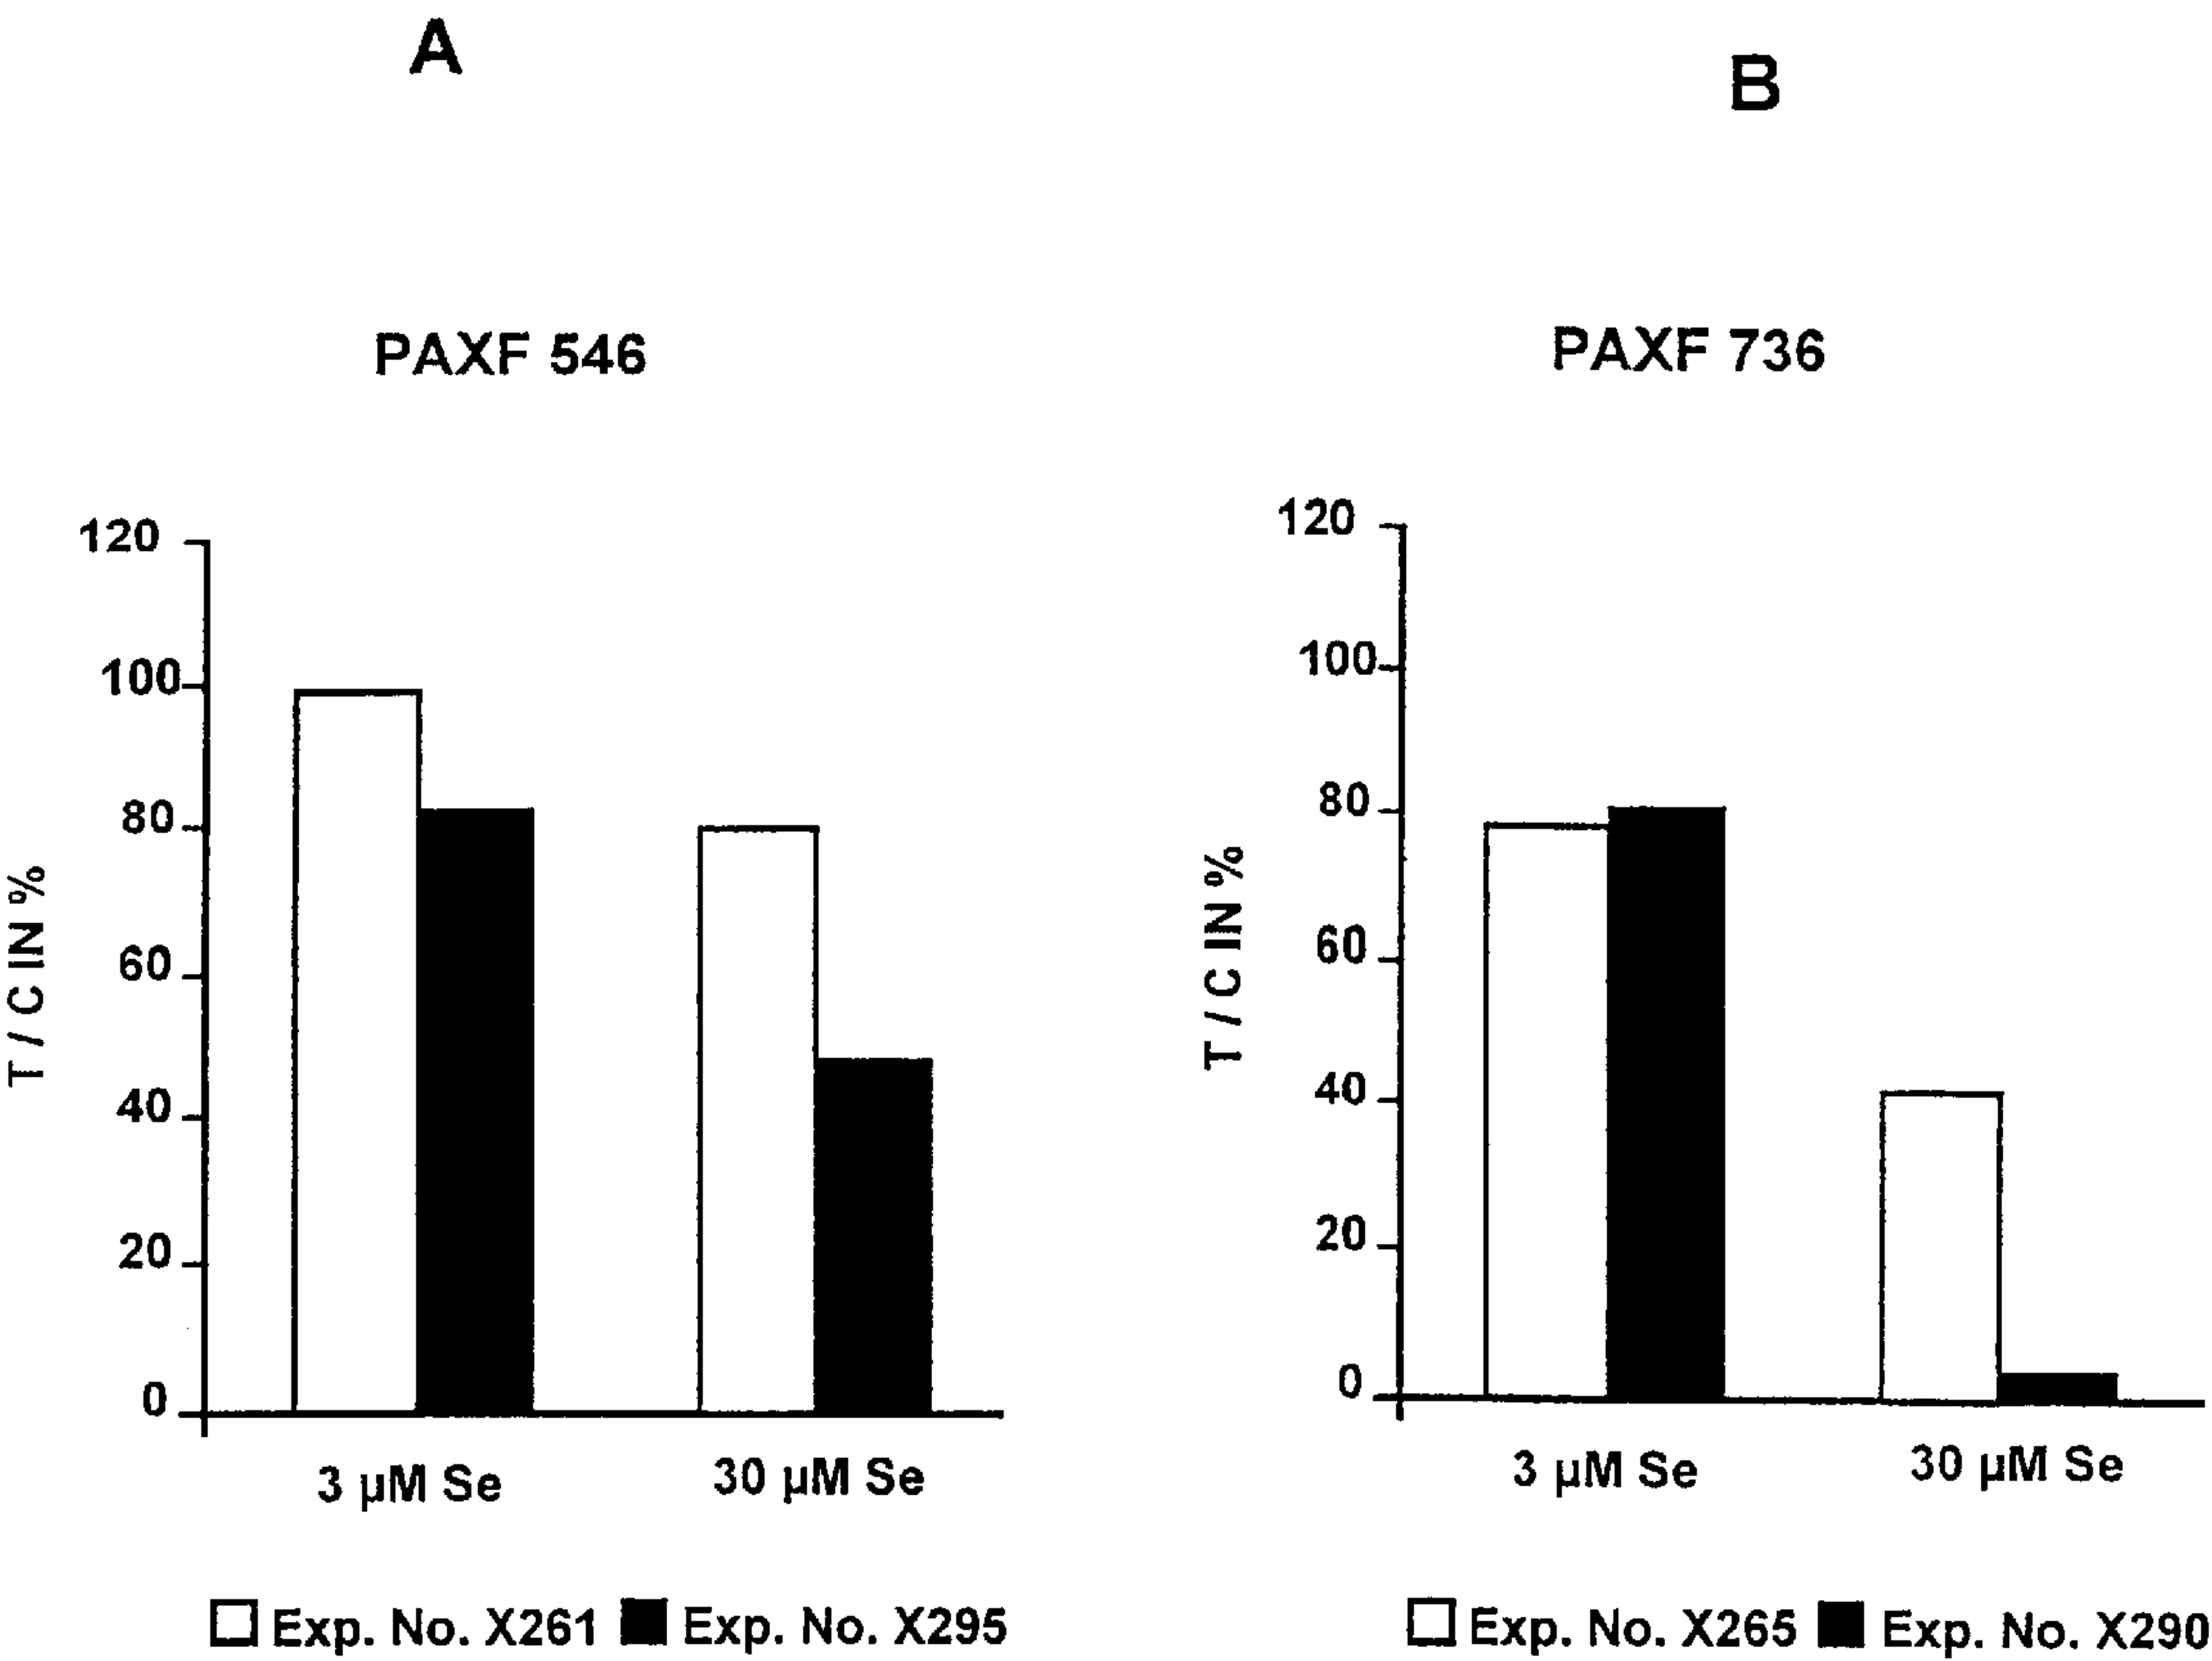 A
PAXF 546
T / C IN %
120
100
80
60
40
20
0
3 µM Se
30 µM Se
Exp. No. X261
Exp. No. X295
B
PAXF 736
T / C IN %
120
100
80
60
40
20
0
3 µM Se
30 µM Se
Exp. No. X265
Exp. No. X290